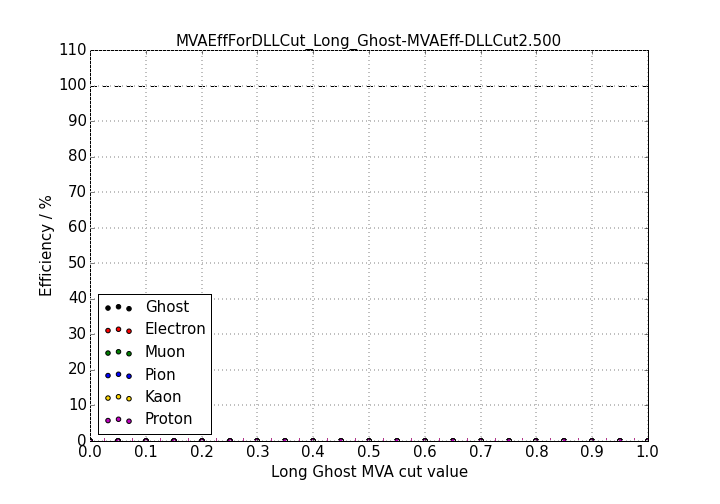 MVAEffForDLLCut_Long_Ghost-MVAEff-DLLCut2.500
110
100
90
80
70
60
50
40
30
20
10
0
Efficiency / %
Ghost
Electron
Muon
Pion
Kaon
Proton
0.0 0.1 0.2 0.3 0.4 0.5 0.6 0.7 0.8 0.9 1.0
Long Ghost MVA cut value